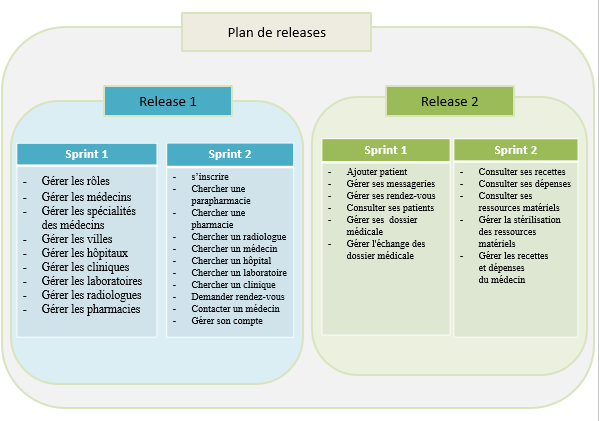 Plan de releases
Release 1
Sprint 1
- Gérer les rôles
- Gérer les médecins
- Gérer les spécialités
des médecins
- Gérer les villes
- Gérer les hôpitaux
- Gérer les cliniques
- Gérer les laboratoires
- Gérer les radiologues
- Gérer les pharmacies
Sprint 2
- s'inscrire
- Chercher une
parapharmacie
- Chercher une
pharmacie
- Chercher un radiologue
- Chercher un médecin
- Chercher un hôpital
- Chercher un laboratoire
- Chercher un clinique
- Demander rendez-vous
- Contacter un médecin
- Gérer son compte
Release 2
Sprint 1
- Ajouter patient
- Gérer ses messageries
- Gérer ses rendez-vous
- Consulter ses patients
- Gérer ses dossier
médicale
- Gérer l'échange des
dossier médicale
Sprint 2
- Consulter ses recettes
- Consulter ses dépenses
- Consulter ses
ressources matériels
- Gérer la stérilisation
des ressources
matériels
- Gérer les recettes
et dépenses
du médecin